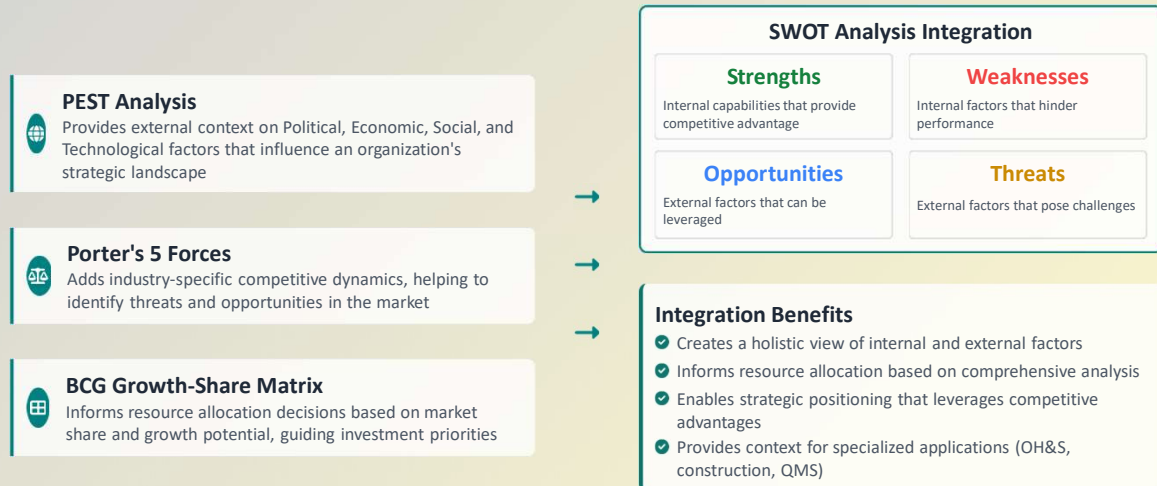 PEST Analysis
Provides external context on Political, Economic, Social, and
Technological factors that influence an organization's
strategic landscape
Porter's 5 Forces
Adds industry-specific competitive dynamics, helping to
identify threats and opportunities in the market
BCG Growth-Share Matrix
Informs resource allocation decisions based on market
share and growth potential, guiding investment priorities
SWOT Analysis Integration
Strengths
Internal capabilities that provide
competitive advantage
Weaknesses
Internal factors that hinder
performance
Opportunities
External factors that can be
leveraged
Threats
External factors that pose challenges
Integration Benefits
Creates a holistic view of internal and external factors
Informs resource allocation based on comprehensive analysis
Enables strategic positioning that leverages competitive
advantages
Provides context for specialized applications (OH&S,
construction, QMS)